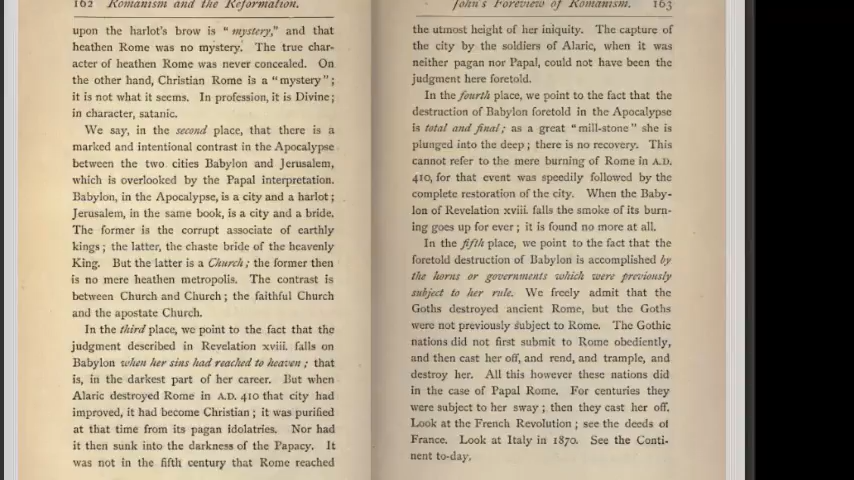 162 Romanism and the Reformation.
upon the harlot's brow is "mystery," and that
heathen Rome was no mystery. The true char-
acter of heathen Rome was never concealed. On
the other hand, Christian Rome is a "mystery";
it is not what it seems. In profession, it is Divine;
in character, satanic.
We say, in the second place, that there is a
marked and intentional contrast in the Apocalypse
between the two cities Babylon and Jerusalem,
which is overlooked by the Papal interpretation.
Babylon, in the Apocalypse, is a city and a harlot;
Jerusalem, in the same book, is a city and a bride.
The former is the corrupt associate of earthly
kings; the latter, the chaste bride of the heavenly
King. But the latter is a Church; the former then
is no mere heathen metropolis. The contrast is
between Church and Church; the faithful Church
and the apostate Church.
In the third place, we point to the fact that the
judgment described in Revelation xviii. falls on
Babylon when her sins had reached to heaven; that
is, in the darkest part of her career. But when
Alaric destroyed Rome in A.D. 410 that city had
improved, it had become Christian; it was purified
at that time from its pagan idolatries. Nor had
it then sunk into the darkness of the Papacy. It
was not in the fifth century that Rome reached
John's Foreview of Romanism. 163
the utmost height of her iniquity. The capture of
the city by the soldiers of Alaric, when it was
neither pagan nor Papal, could not have been the
judgment here foretold.
In the fourth place, we point to the fact that the
destruction of Babylon foretold in the Apocalypse
is total and final; as a great "mill-stone" she is
plunged into the deep; there is no recovery. This
cannot refer to the mere burning of Rome in A.D.
410, for that event was speedily followed by the
complete restoration of the city. When the Baby-
lon of Revelation xviii. falls the smoke of its burn-
ing goes up for ever; it is found no more at all.
In the fifth place, we point to the fact that the
foretold destruction of Babylon is accomplished by
the horns or governments which were previously
subject to her rule. We freely admit that the
Goths destroyed ancient Rome, but the Goths
were not previously subject to Rome. The Gothic
nations did not first submit to Rome obediently,
and then cast her off, and rend, and trample, and
destroy her. All this however these nations did
in the case of Papal Rome. For centuries they
were subject to her sway; then they cast her off.
Look at the French Revolution; see the deeds of
France. Look at Italy in 1870. See the Conti-
nent to-day.